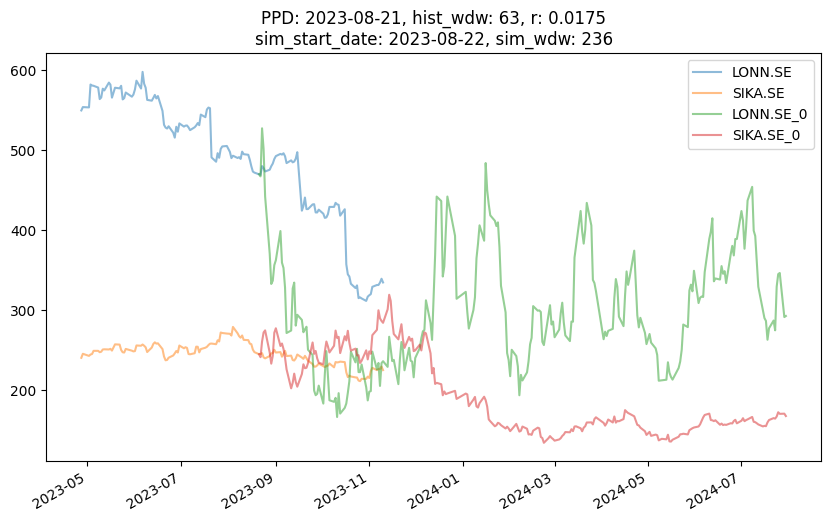 PPD: 2023-08-21, hist_wdw: 63, r: 0.0175
sim_start_date: 2023-08-22, sim_wdw: 236
LONN.SE
SIKA.SE
LONN.SE_0
SIKA.SE_0
600
500
400
300
200
2023-05
2023-07
2023-09
2023-11
2024-01
2024-03
2024-05
2024-07